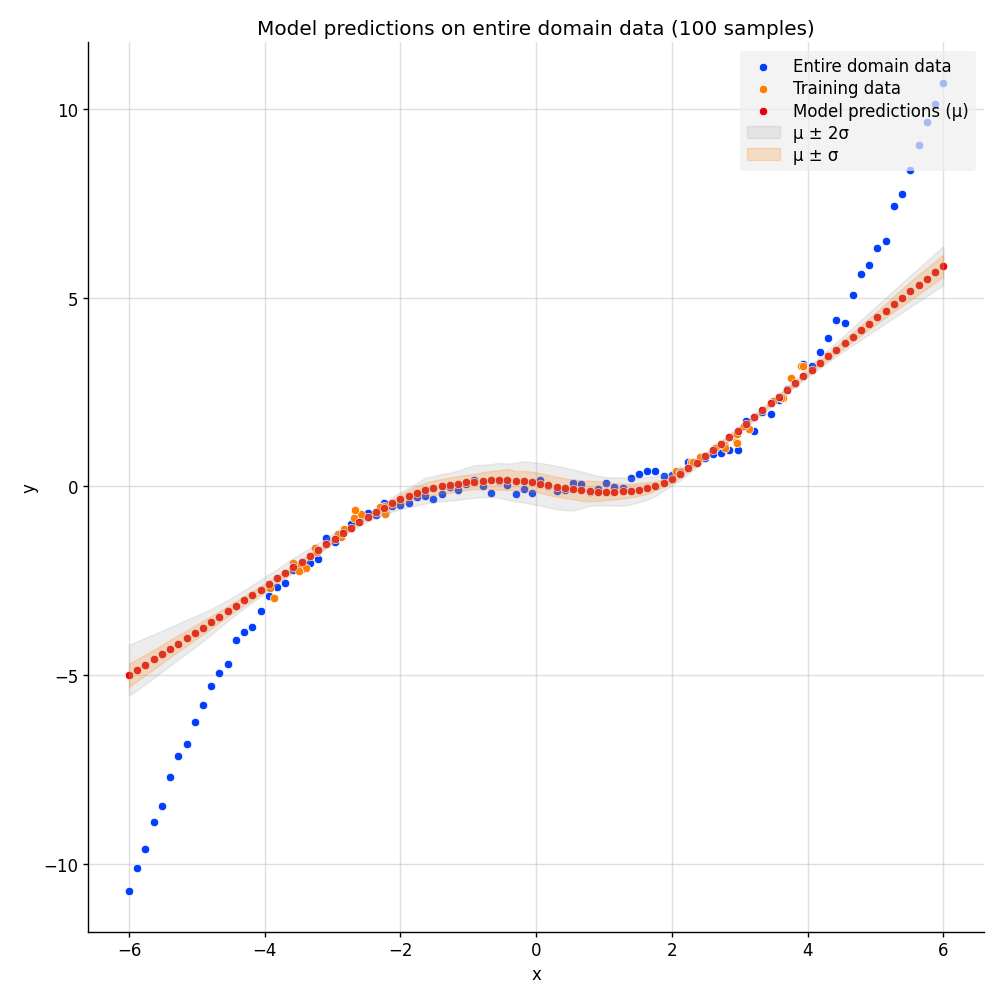 Model predictions on entire domain data (100 samples)
Entire domain data
Training data
Model predictions (μ)
μ ± 2σ
μ ± σ
10
5
0
−5
−10
y
−6
−4
−2
0
2
4
6
x